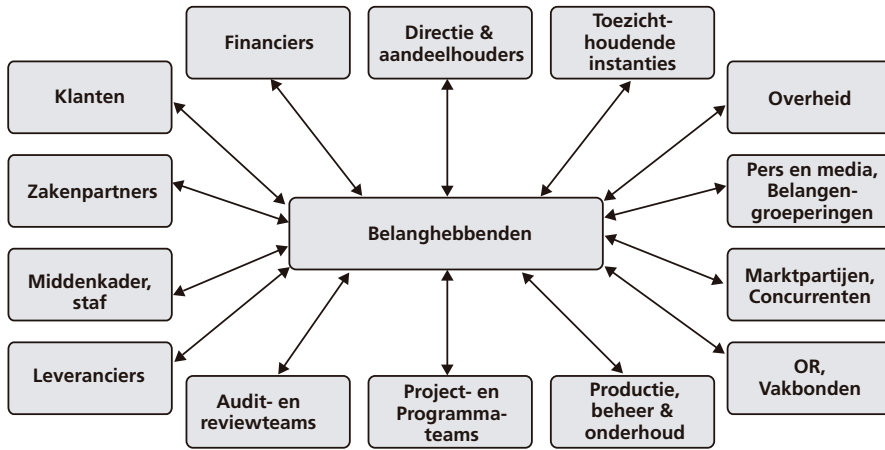 Financiers
Directie &
aandeelhouders
Toezicht-
houdende
instanties
Klanten
Overheid
Zakenpartners
Pers en media,
Belangen-
groeperingen
Belanghebbenden
Middenkader,
staf
Marktpartijen,
Concurrenten
Leveranciers
OR,
Vakbonden
Audit- en
reviewteams
Project- en
Programma-
teams
Productie,
beheer &
onderhoud